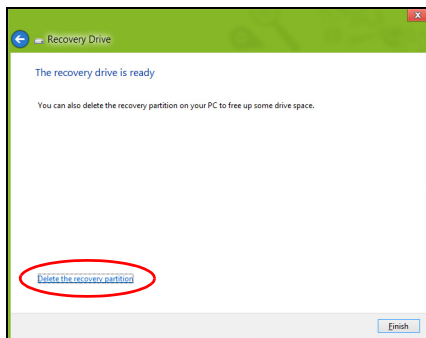 x
Recovery Drive
The recovery drive is ready
You can also delete the recovery partition on your PC to free up some drive space.
Delete the recovery partition
Finish